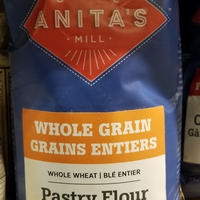 ANITA'S
MILL
WHOLE GRAIN
GRAINS ENTIERS
WHOLE WHEAT | BLÉ ENTIER
Pastry Flour